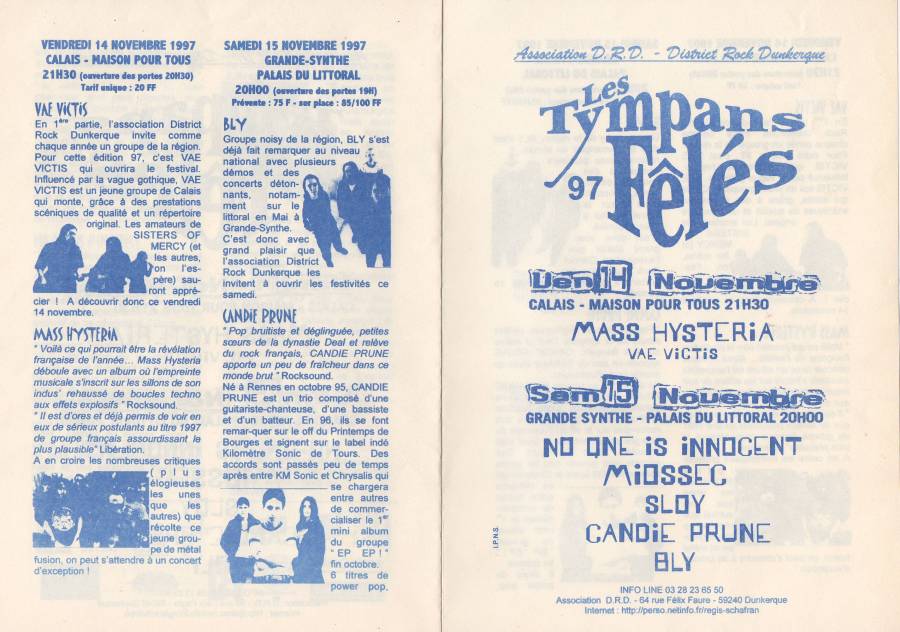 VENDREDI 14 NOVEMBRE 1997
CALAIS - MAISON POUR TOUS
21H30 (ouverture des portes 20H30)
Tarif unique : 20 FF
VAE VICTIS
En 1ère partie, l'association District
Rock Dunkerque invite comme
chaque année un groupe de la région.
Pour cette édition 97, c'est VAE
VICTIS qui ouvrira le festival.
Influencé par la vague gothique, VAE
VICTIS est un jeune groupe de Calais
qui monte, grâce à des prestations
scéniques de qualité et un répertoire
original. Les amateurs de
SISTERS OF
MERCY (et
les autres,
on l'es-
père) sau-
ront appré-
cier ! A découvrir donc ce vendredi
14 novembre.
MASS HYSTERIA
" Voilà ce qui pourrait être la révélation
française de l'année... Mass Hysteria
déboule avec un album où l'empreinte
musicale s'inscrit sur les sillons de son
indus' rehaussé de boucles techno
aux effets explosifs " Rocksound.
" Il est d'ores et déjà permis de voir en
eux de sérieux postulants au titre 1997
de groupe français assourdissant le
plus plausible" Libération.
A en croire les nombreuses critiques
( p l u s
élogieuses
les unes
que les
autres) que
récolte ce
jeune grou-
pe de métal
fusion, on peut s'attendre à un concert
d'exception !
SAMEDI 15 NOVEMBRE 1997
GRANDE-SYNTHE
PALAIS DU LITTORAL
20H00 (ouverture des portes 19H)
Prévente : 75 F - sur place : 85/100 FF
BLY
Groupe noisy de la région, BLY s'est
déjà fait remarquer au niveau
national avec plusieurs
démos et des
concerts déton-
nants, notam-
ment sur le
littoral en Mai à
Grande-Synthe.
C'est donc avec
grand plaisir que
l'association District
Rock Dunkerque les
invitent à ouvrir les festivités ce
samedi.
CANDIE PRUNE
" Pop bruitiste et déglinguée, petites
sœurs de la dynastie Deal et relève
du rock français, CANDIE PRUNE
apporte un peu de fraîcheur dans ce
monde brut " Rocksound.
Né à Rennes en octobre 95, CANDIE
PRUNE est un trio composé d'une
guitariste-chanteuse, d'une bassiste
et d'un batteur. En 96, ils se font
remar-quer sur le off du Printemps de
Bourges et signent sur le label indé
Kilomètre Sonic de Tours. Des
accords sont passés peu de temps
après entre KM Sonic et Chrysalis qui
se chargera
entre autres
de commer-
cialiser le 1er
mini album
du groupe
" EP EP ! "
fin octobre.
6 titres de
power pop,
Association D.R.D. - District Rock Dunkerque
Les
Tympans
97 Fêlés
Ven 14 Novembre
CALAIS - MAISON POUR TOUS 21H30
MASS HYSTERIA
VAE VICTIS
Sam 15 Novembre
GRANDE SYNTHE - PALAIS DU LITTORAL 20H00
NO ONE IS INNOCENT
MIOSSEC
SLOY
CANDIE PRUNE
BLY
I.P.N.S.
INFO LINE 03 28 23 65 50
Association D.R.D. - 64 rue Félix Faure - 59240 Dunkerque
Internet : http://perso.netinfo.fr/regis-schafran